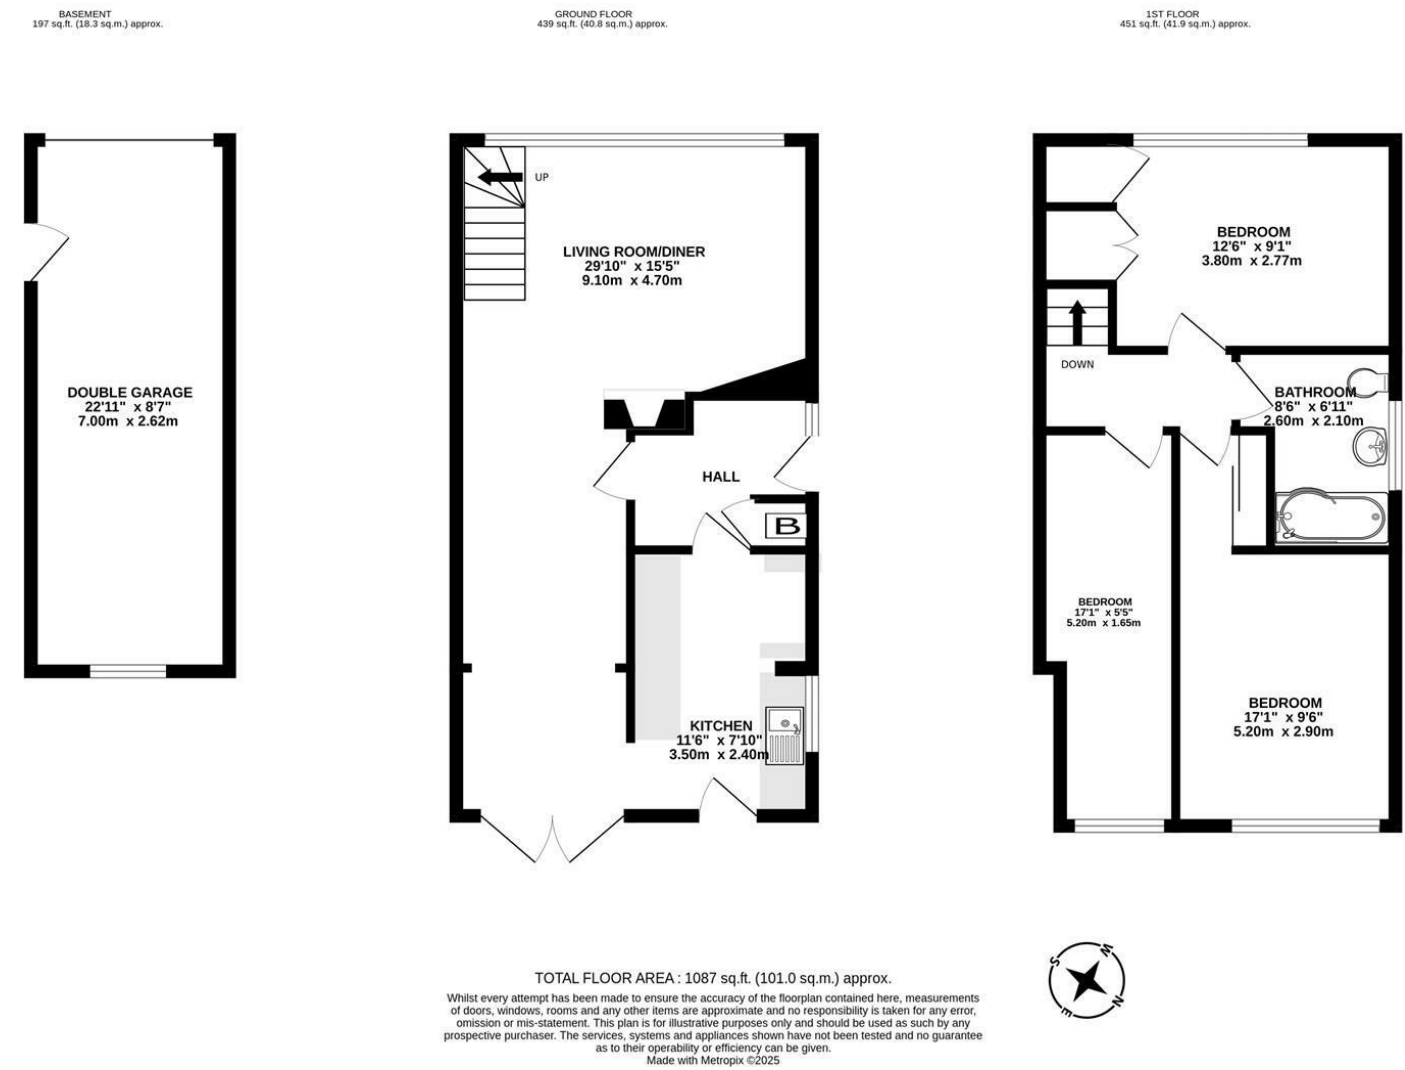 BASEMENT
197 sq.ft. (18.3 sq.m.) approx.
GROUND FLOOR
439 sq.ft. (40.8 sq.m.) approx.
1ST FLOOR
451 sq.ft. (41.9 sq.m.) approx.
DOUBLE GARAGE
22'11" x 8'7"
7.00m x 2.62m
UP
LIVING ROOM/DINER
29'10" x 15'5"
9.10m x 4.70m
HALL
B
KITCHEN
11'6" x 7'10"
3.50m x 2.40m
BEDROOM
12'6" x 9'1"
3.80m x 2.77m
DOWN
BATHROOM
8'6" x 6'11"
2.60m x 2.10m
BEDROOM
17'1" x 5'5"
5.20m x 1.65m
BEDROOM
17'1" x 9'6"
5.20m x 2.90m
S
W
N
E
TOTAL FLOOR AREA : 1087 sq.ft. (101.0 sq.m.) approx.
Whilst every attempt has been made to ensure the accuracy of the floorplan contained here, measurements
of doors, windows, rooms and any other items are approximate and no responsibility is taken for any error,
omission or mis-statement. This plan is for illustrative purposes only and should be used as such by any
prospective purchaser. The services, systems and appliances shown have not been tested and no guarantee
as to their operability or efficiency can be given.
Made with Metropix ©2025